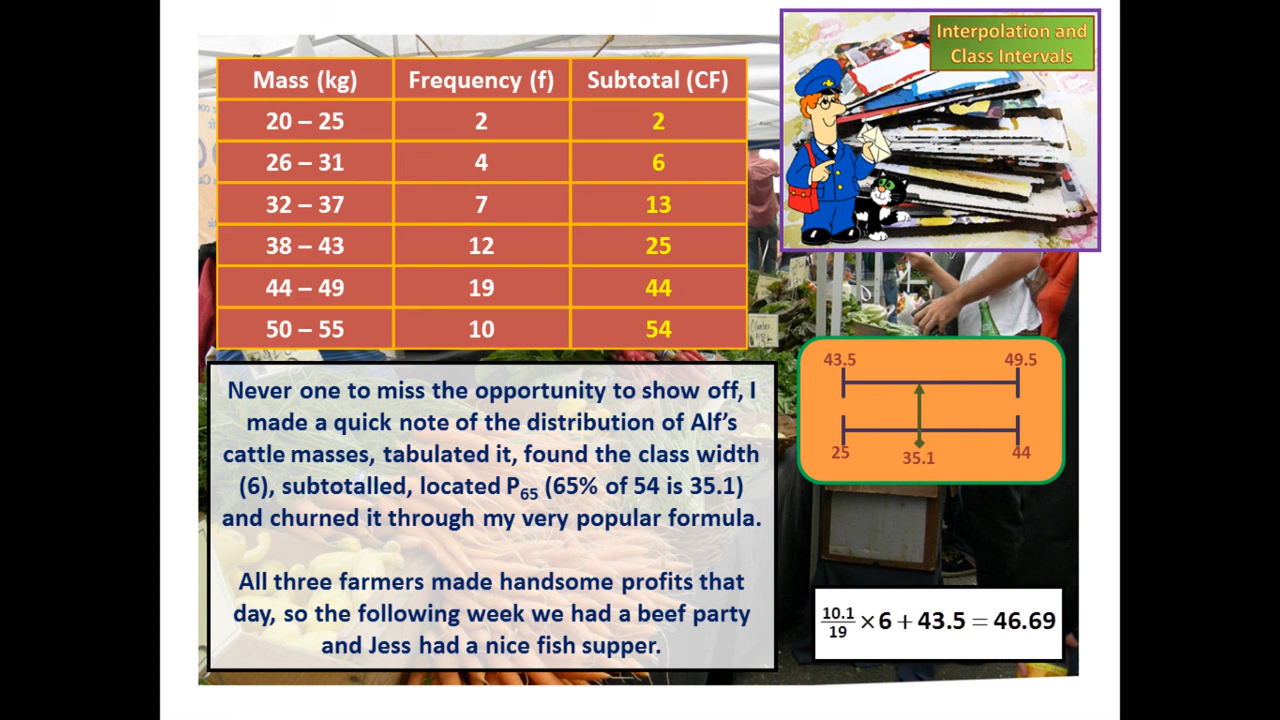 Interpolation and
Class Intervals
Mass (kg) Frequency (f) Subtotal (CF)
20 – 25 2 2
26 – 31 4 6
32 – 37 7 13
38 – 43 12 25
44 – 49 19 44
50 – 55 10 54
Never one to miss the opportunity to show off, I
made a quick note of the distribution of Alf's
cattle masses, tabulated it, found the class width
(6), subtotalled, located P65 (65% of 54 is 35.1)
and churned it through my very popular formula.
All three farmers made handsome profits that
day, so the following week we had a beef party
and Jess had a nice fish supper.
43.5 49.5
25 35.1 44
10.1/19 × 6 + 43.5 = 46.69